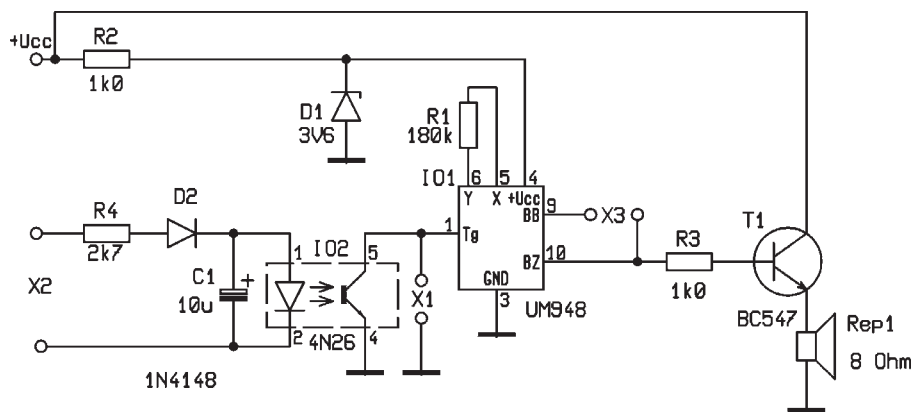 +Ucc
R2
1k0
D1
3V6
R1
180k
IO1
6 5 4
Y X +Ucc
BB 9
X3
1 Tg
BZ 10
GND
3
UM948
R3
1k0
T1
BC547
Rep1
8 Ohm
D2
R4
2k7
X2
C1 +
10u
IO2
1 5
2 4
4N26
X1
1N4148